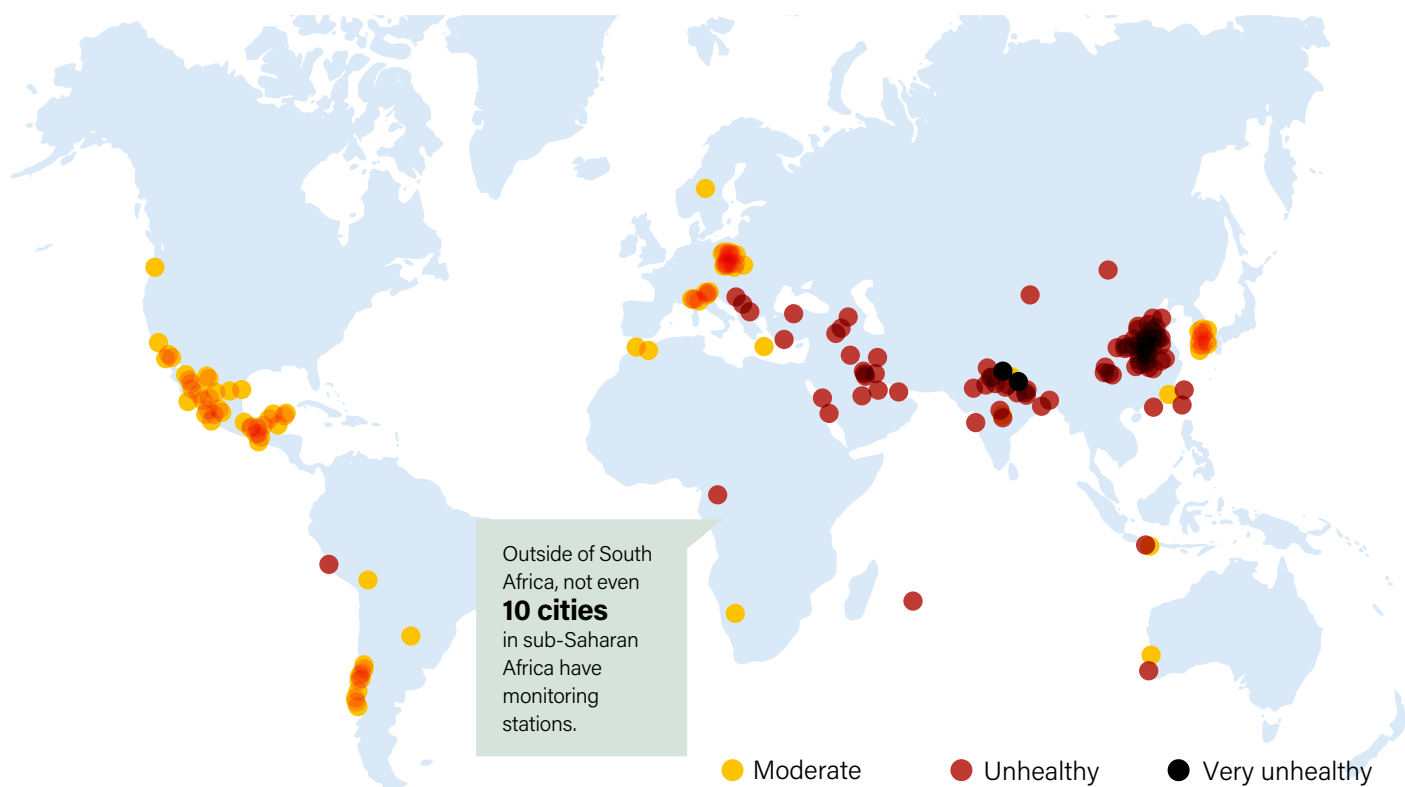 Outside of South
Africa, not even
10 cities
in sub-Saharan
Africa have
monitoring
stations.
Moderate
Unhealthy
Very unhealthy